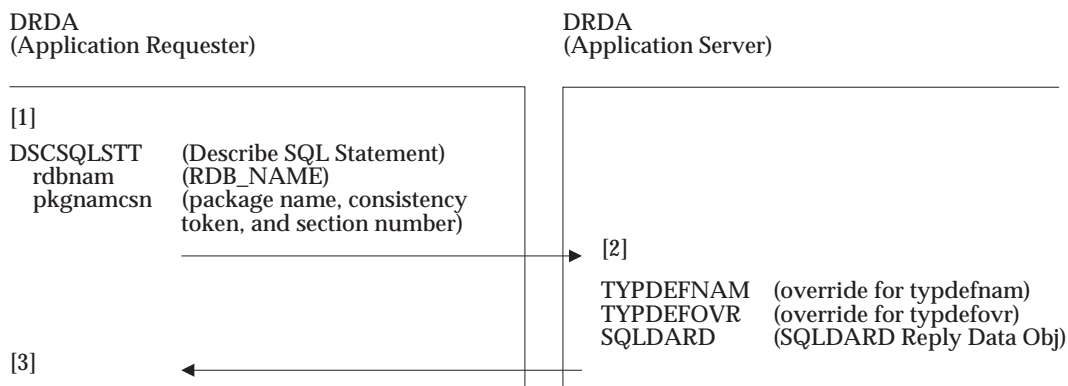 DRDA
(Application Requester)
DRDA
(Application Server)
[1]
DSCSQLSTT (Describe SQL Statement)
rdbnam (RDB_NAME)
pkgnamcsn (package name, consistency
token, and section number)
[2]
TYPDEFNAM (override for typdefnam)
TYPDEFOVR (override for typdefovr)
SQLDARD (SQLDARD Reply Data Obj)
[3]